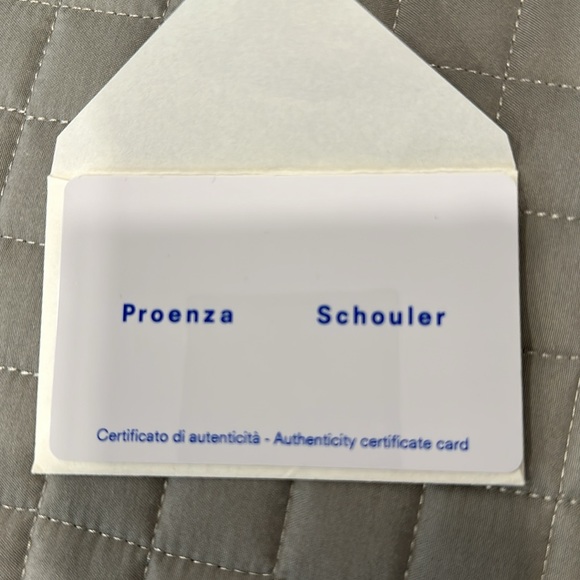 Proenza Schouler
Certificato di autenticità - Authenticity certificate card